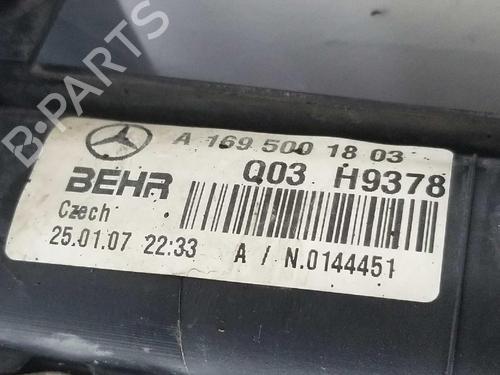 B-PARTS
A 169 500 18 03
BEHR Q03 H9378
Czech
25.01.07 22:33 A / N.0144451